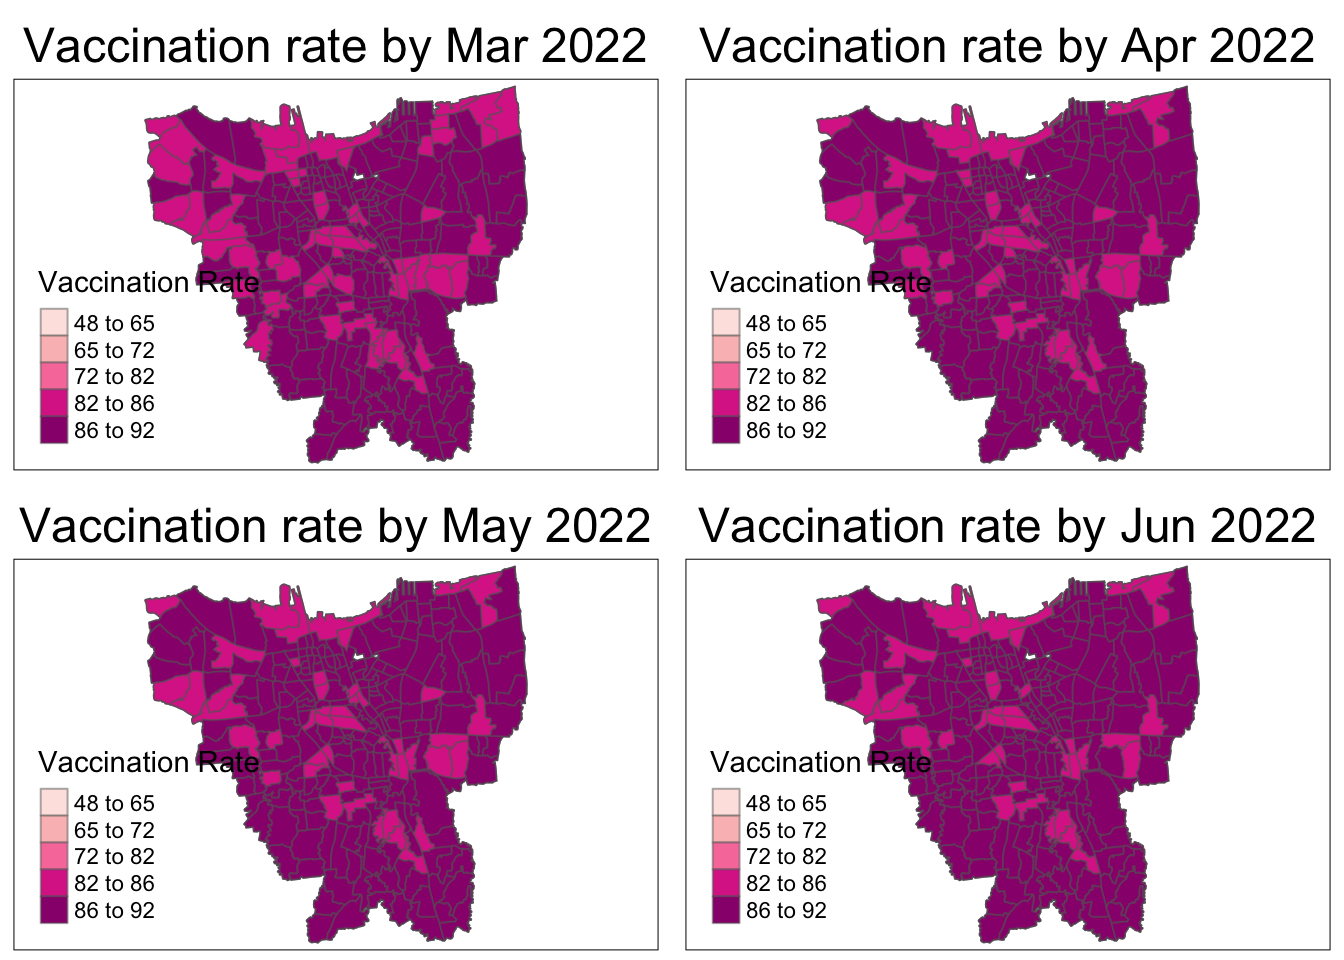 Vaccination rate by Mar 2022
Vaccination Rate
48 to 65
65 to 72
72 to 82
82 to 86
86 to 92
Vaccination rate by Apr 2022
Vaccination Rate
48 to 65
65 to 72
72 to 82
82 to 86
86 to 92
Vaccination rate by May 2022
Vaccination Rate
48 to 65
65 to 72
72 to 82
82 to 86
86 to 92
Vaccination rate by Jun 2022
Vaccination Rate
48 to 65
65 to 72
72 to 82
82 to 86
86 to 92